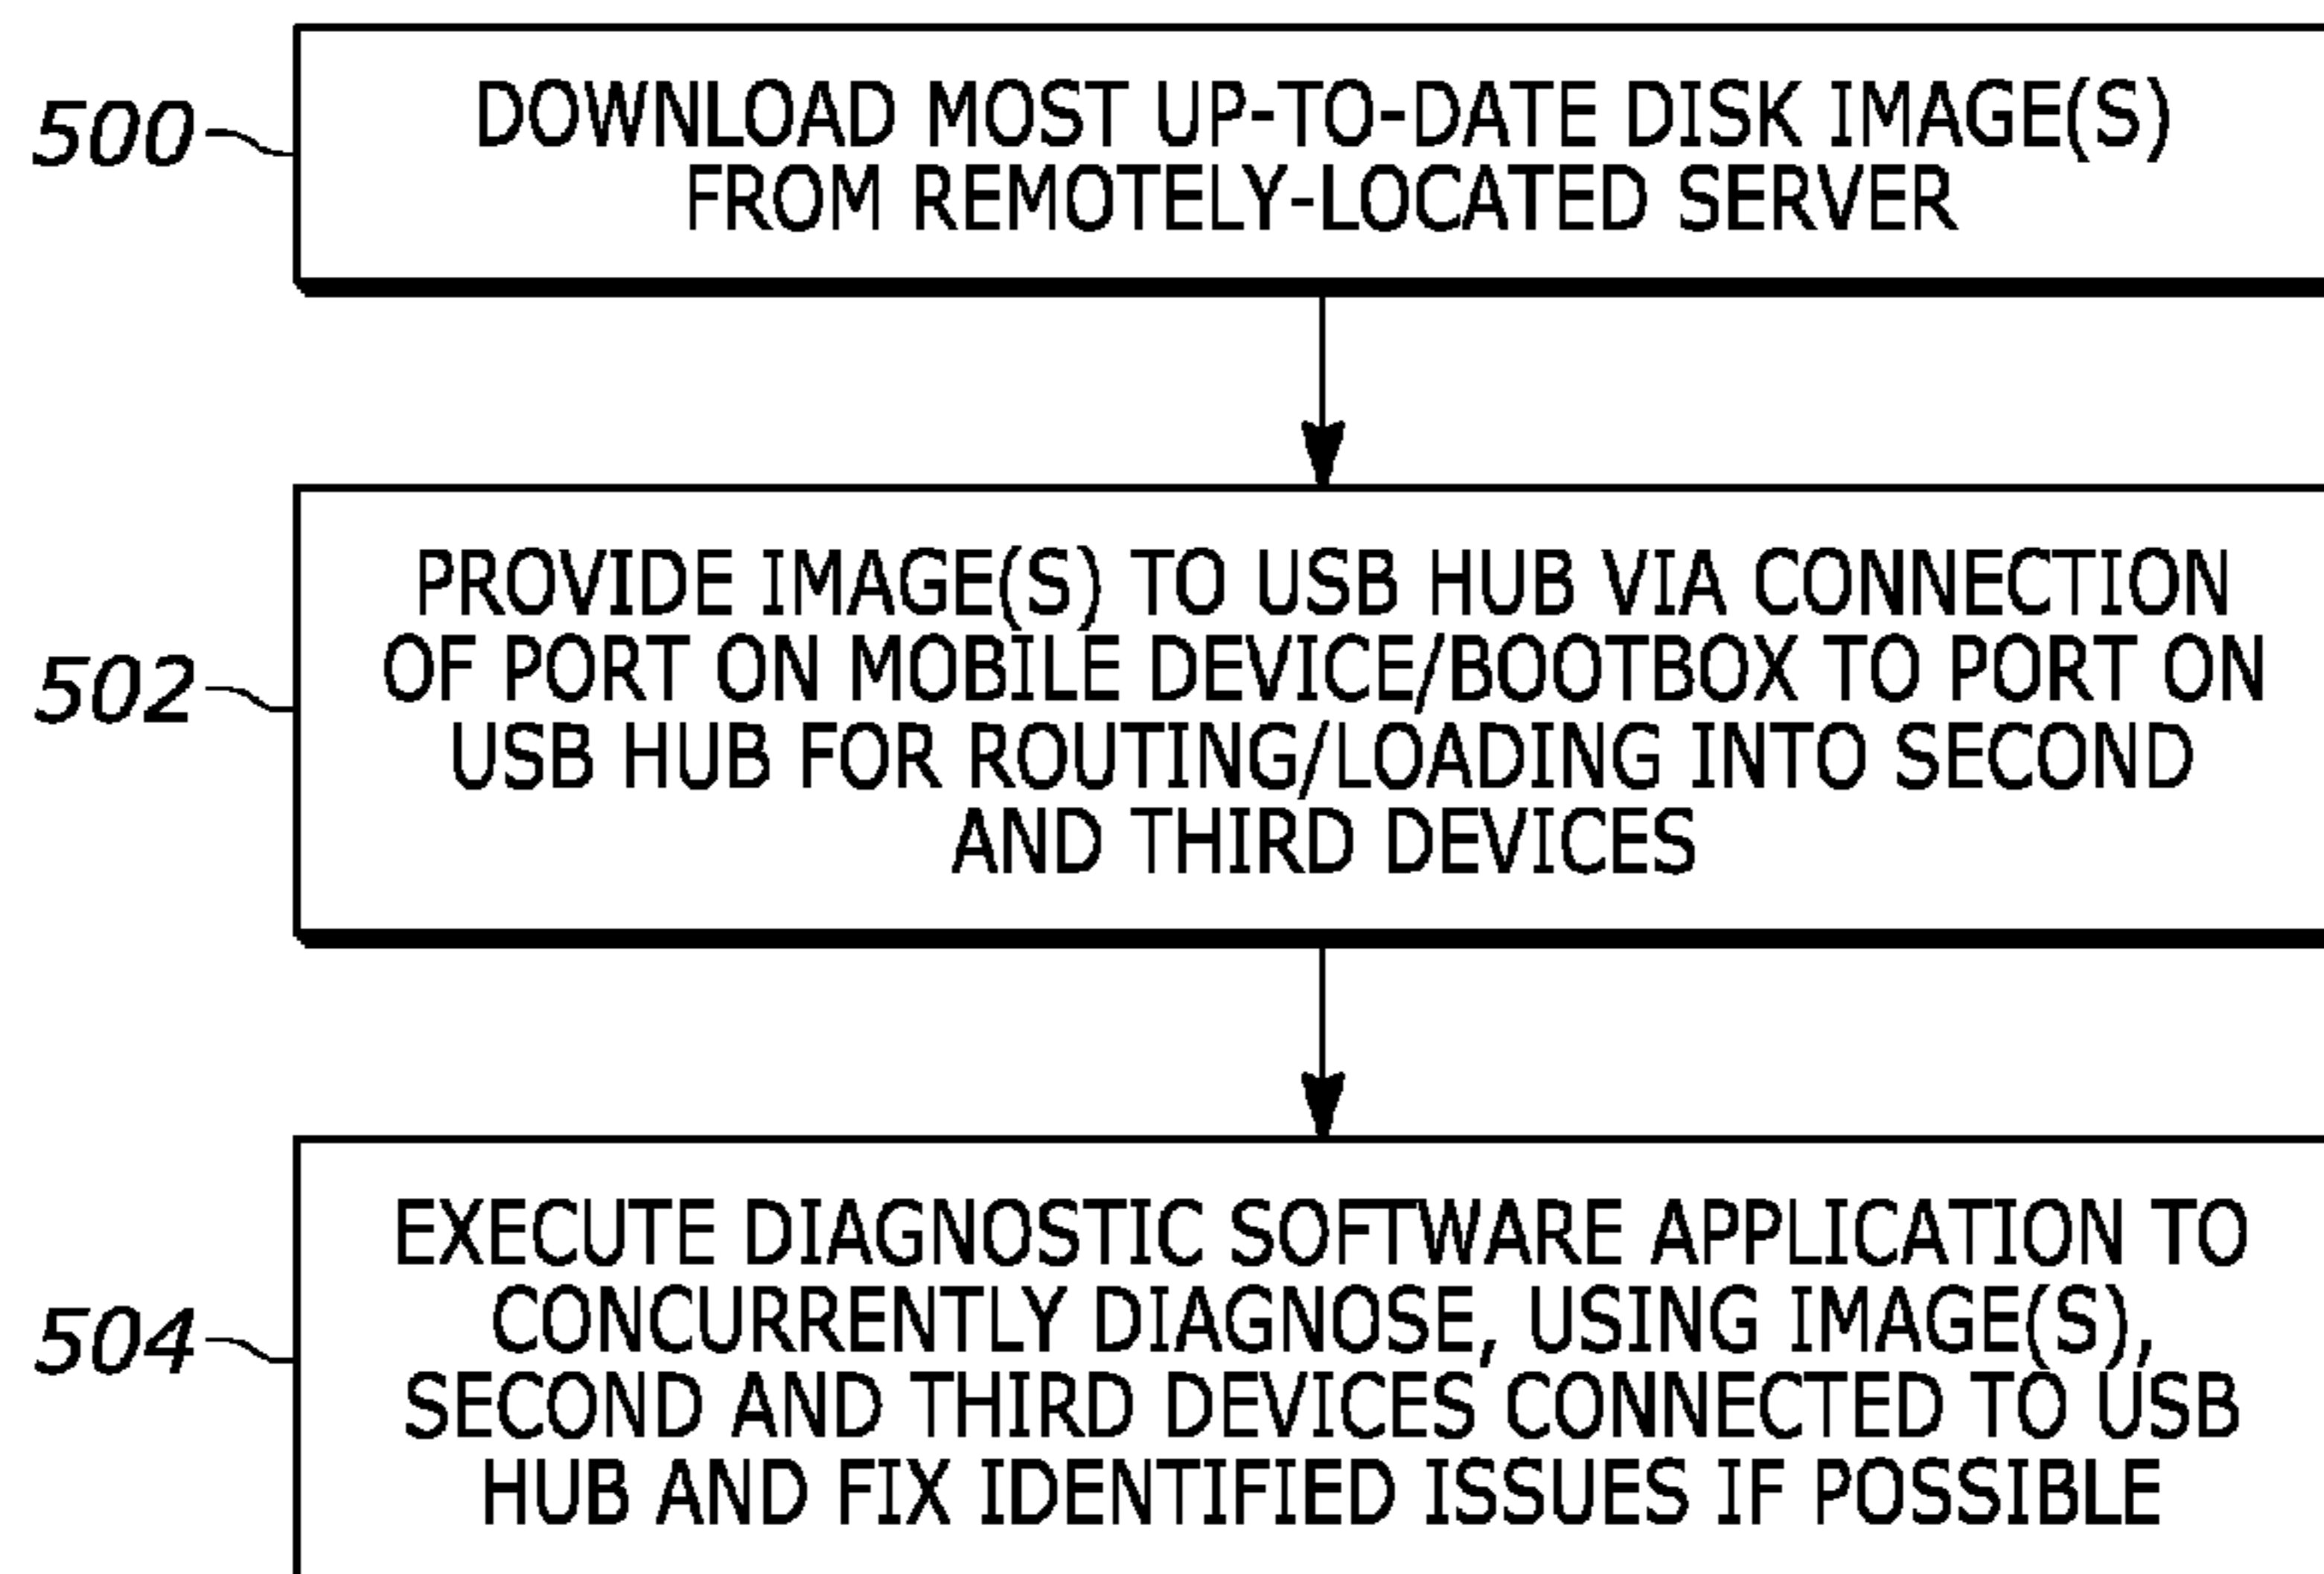 500
DOWNLOAD MOST UP-TO-DATE DISK IMAGE(S)
FROM REMOTELY-LOCATED SERVER
502
PROVIDE IMAGE(S) TO USB HUB VIA CONNECTION
OF PORT ON MOBILE DEVICE/BOOTBOX TO PORT ON
USB HUB FOR ROUTING/LOADING INTO SECOND
AND THIRD DEVICES
504
EXECUTE DIAGNOSTIC SOFTWARE APPLICATION TO
CONCURRENTLY DIAGNOSE, USING IMAGE(S),
SECOND AND THIRD DEVICES CONNECTED TO USB
HUB AND FIX IDENTIFIED ISSUES IF POSSIBLE